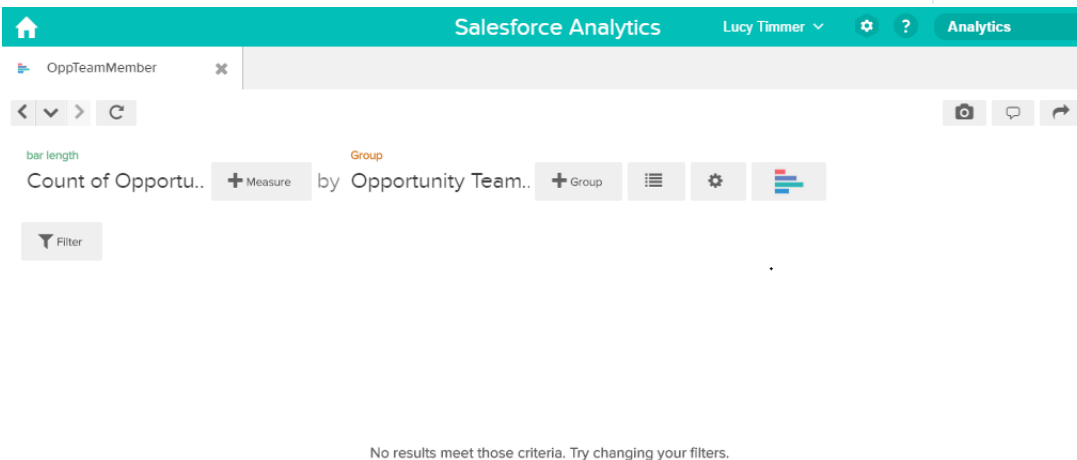 Salesforce Analytics Lucy Timmer ? Analytics
OppTeamMember
bar length Group
Count of Opportu.. + Measure by Opportunity Team.. + Group
Filter
No results meet those criteria. Try changing your filters.